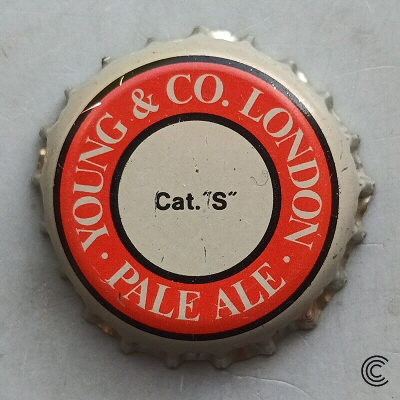 YOUNG & CO. LONDON
Cat. "S"
· PALE ALE ·